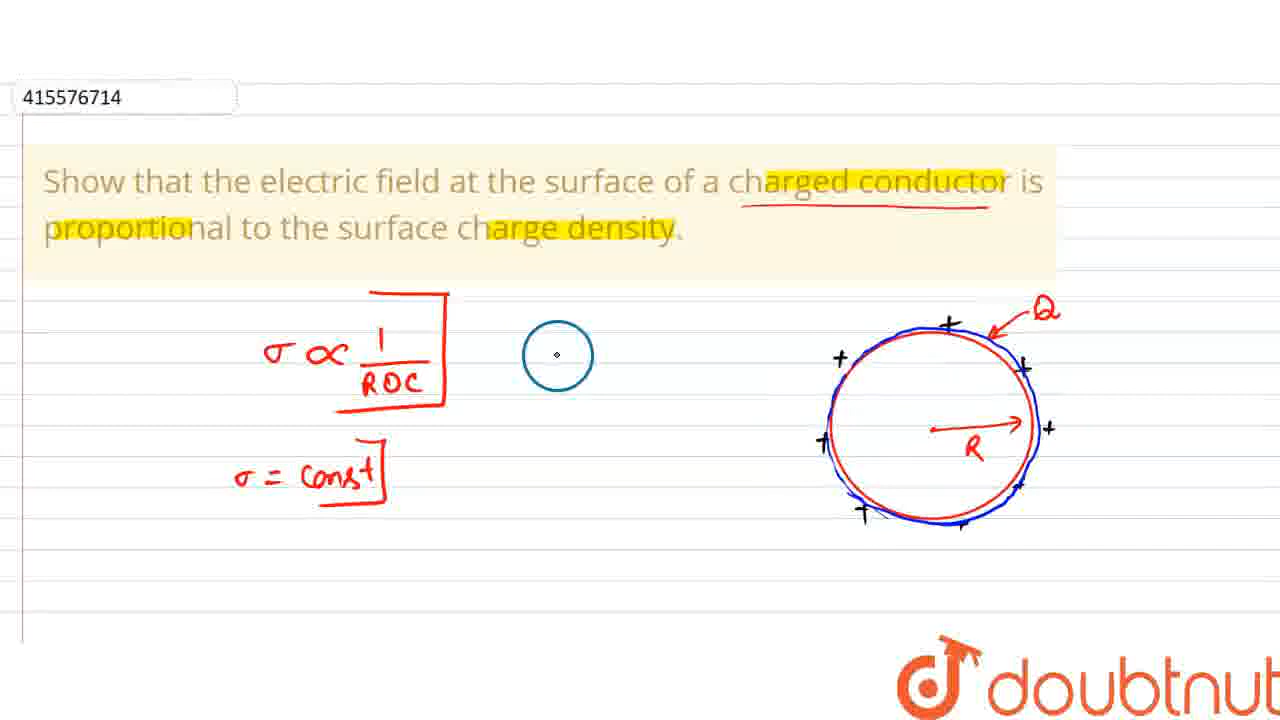 415576714
Show that the electric field at the surface of a charged conductor is
proportional to the surface charge density.
σ ∝ 1/ROC
σ = Const
Q
R
doubtnut